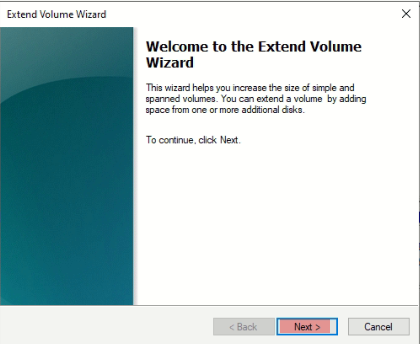 Extend Volume Wizard
Welcome to the Extend Volume
Wizard
This wizard helps you increase the size of simple and
spanned volumes. You can extend a volume by adding
space from one or more additional disks.
To continue, click Next.
< Back
Next >
Cancel